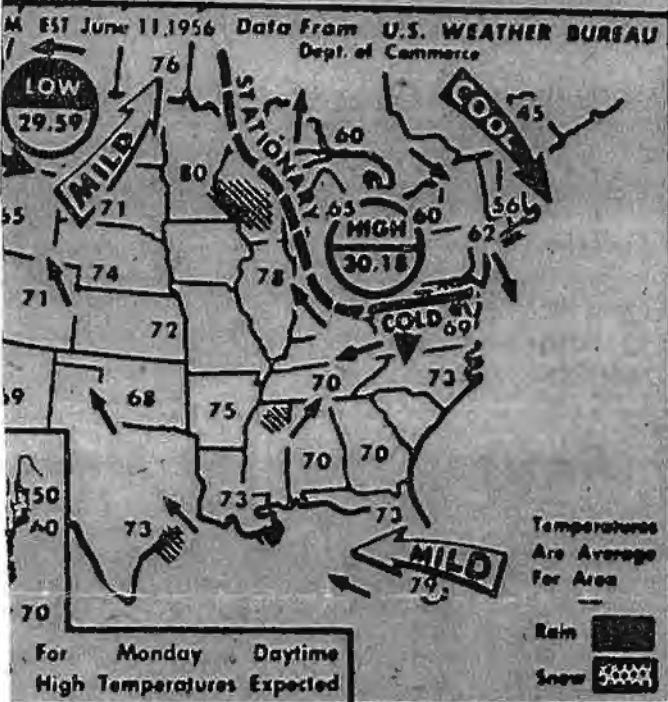 M EST June 11, 1956 Data From U.S. WEATHER BUREAU
Dept. of Commerce
LOW
29.59
MILD
76
STATIONARY
COOL
45
60
80
65
HIGH
30.18
60
56
62
65
71
74
71
78
72
COLD
69
70
73
69
68
75
70
70
73
73
73
MILD
79
50
60
70
Temperatures
Are Average
For Area
Rain
Snow
For Monday Daytime
High Temperatures Expected